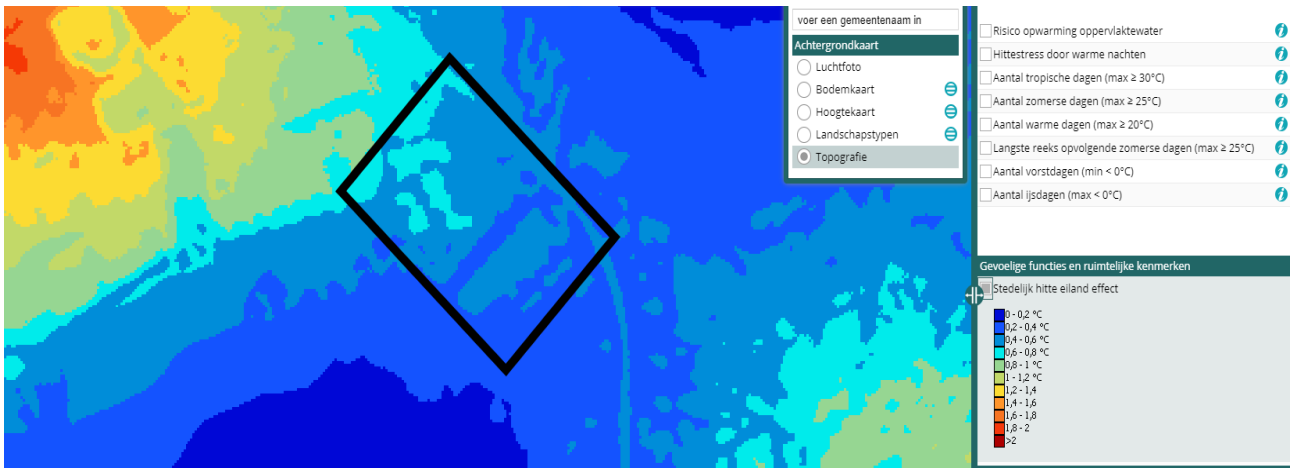 voer een gemeentenaam in
Achtergrondkaart
Luchtfoto
Bodemkaart
Hoogtekaart
Landschapstypen
Topografie
Risico opwarming oppervlaktewater
Hittestress door warme nachten
Aantal tropische dagen (max ≥ 30°C)
Aantal zomerse dagen (max ≥ 25°C)
Aantal warme dagen (max ≥ 20°C)
Langste reeks opvolgende zomerse dagen (max ≥ 25°C)
Aantal vorstdagen (min < 0°C)
Aantal ijsdagen (max < 0°C)
Gevoelige functies en ruimtelijke kenmerken
Stedelijk hitte eiland effect
0 - 0,2 °C
0,2 - 0,4 °C
0,4 - 0,6 °C
0,6 - 0,8 °C
0,8 - 1 °C
1 - 1,2 °C
1,2 - 1,4
1,4 - 1,6
1,6 - 1,8
1,8 - 2
>2